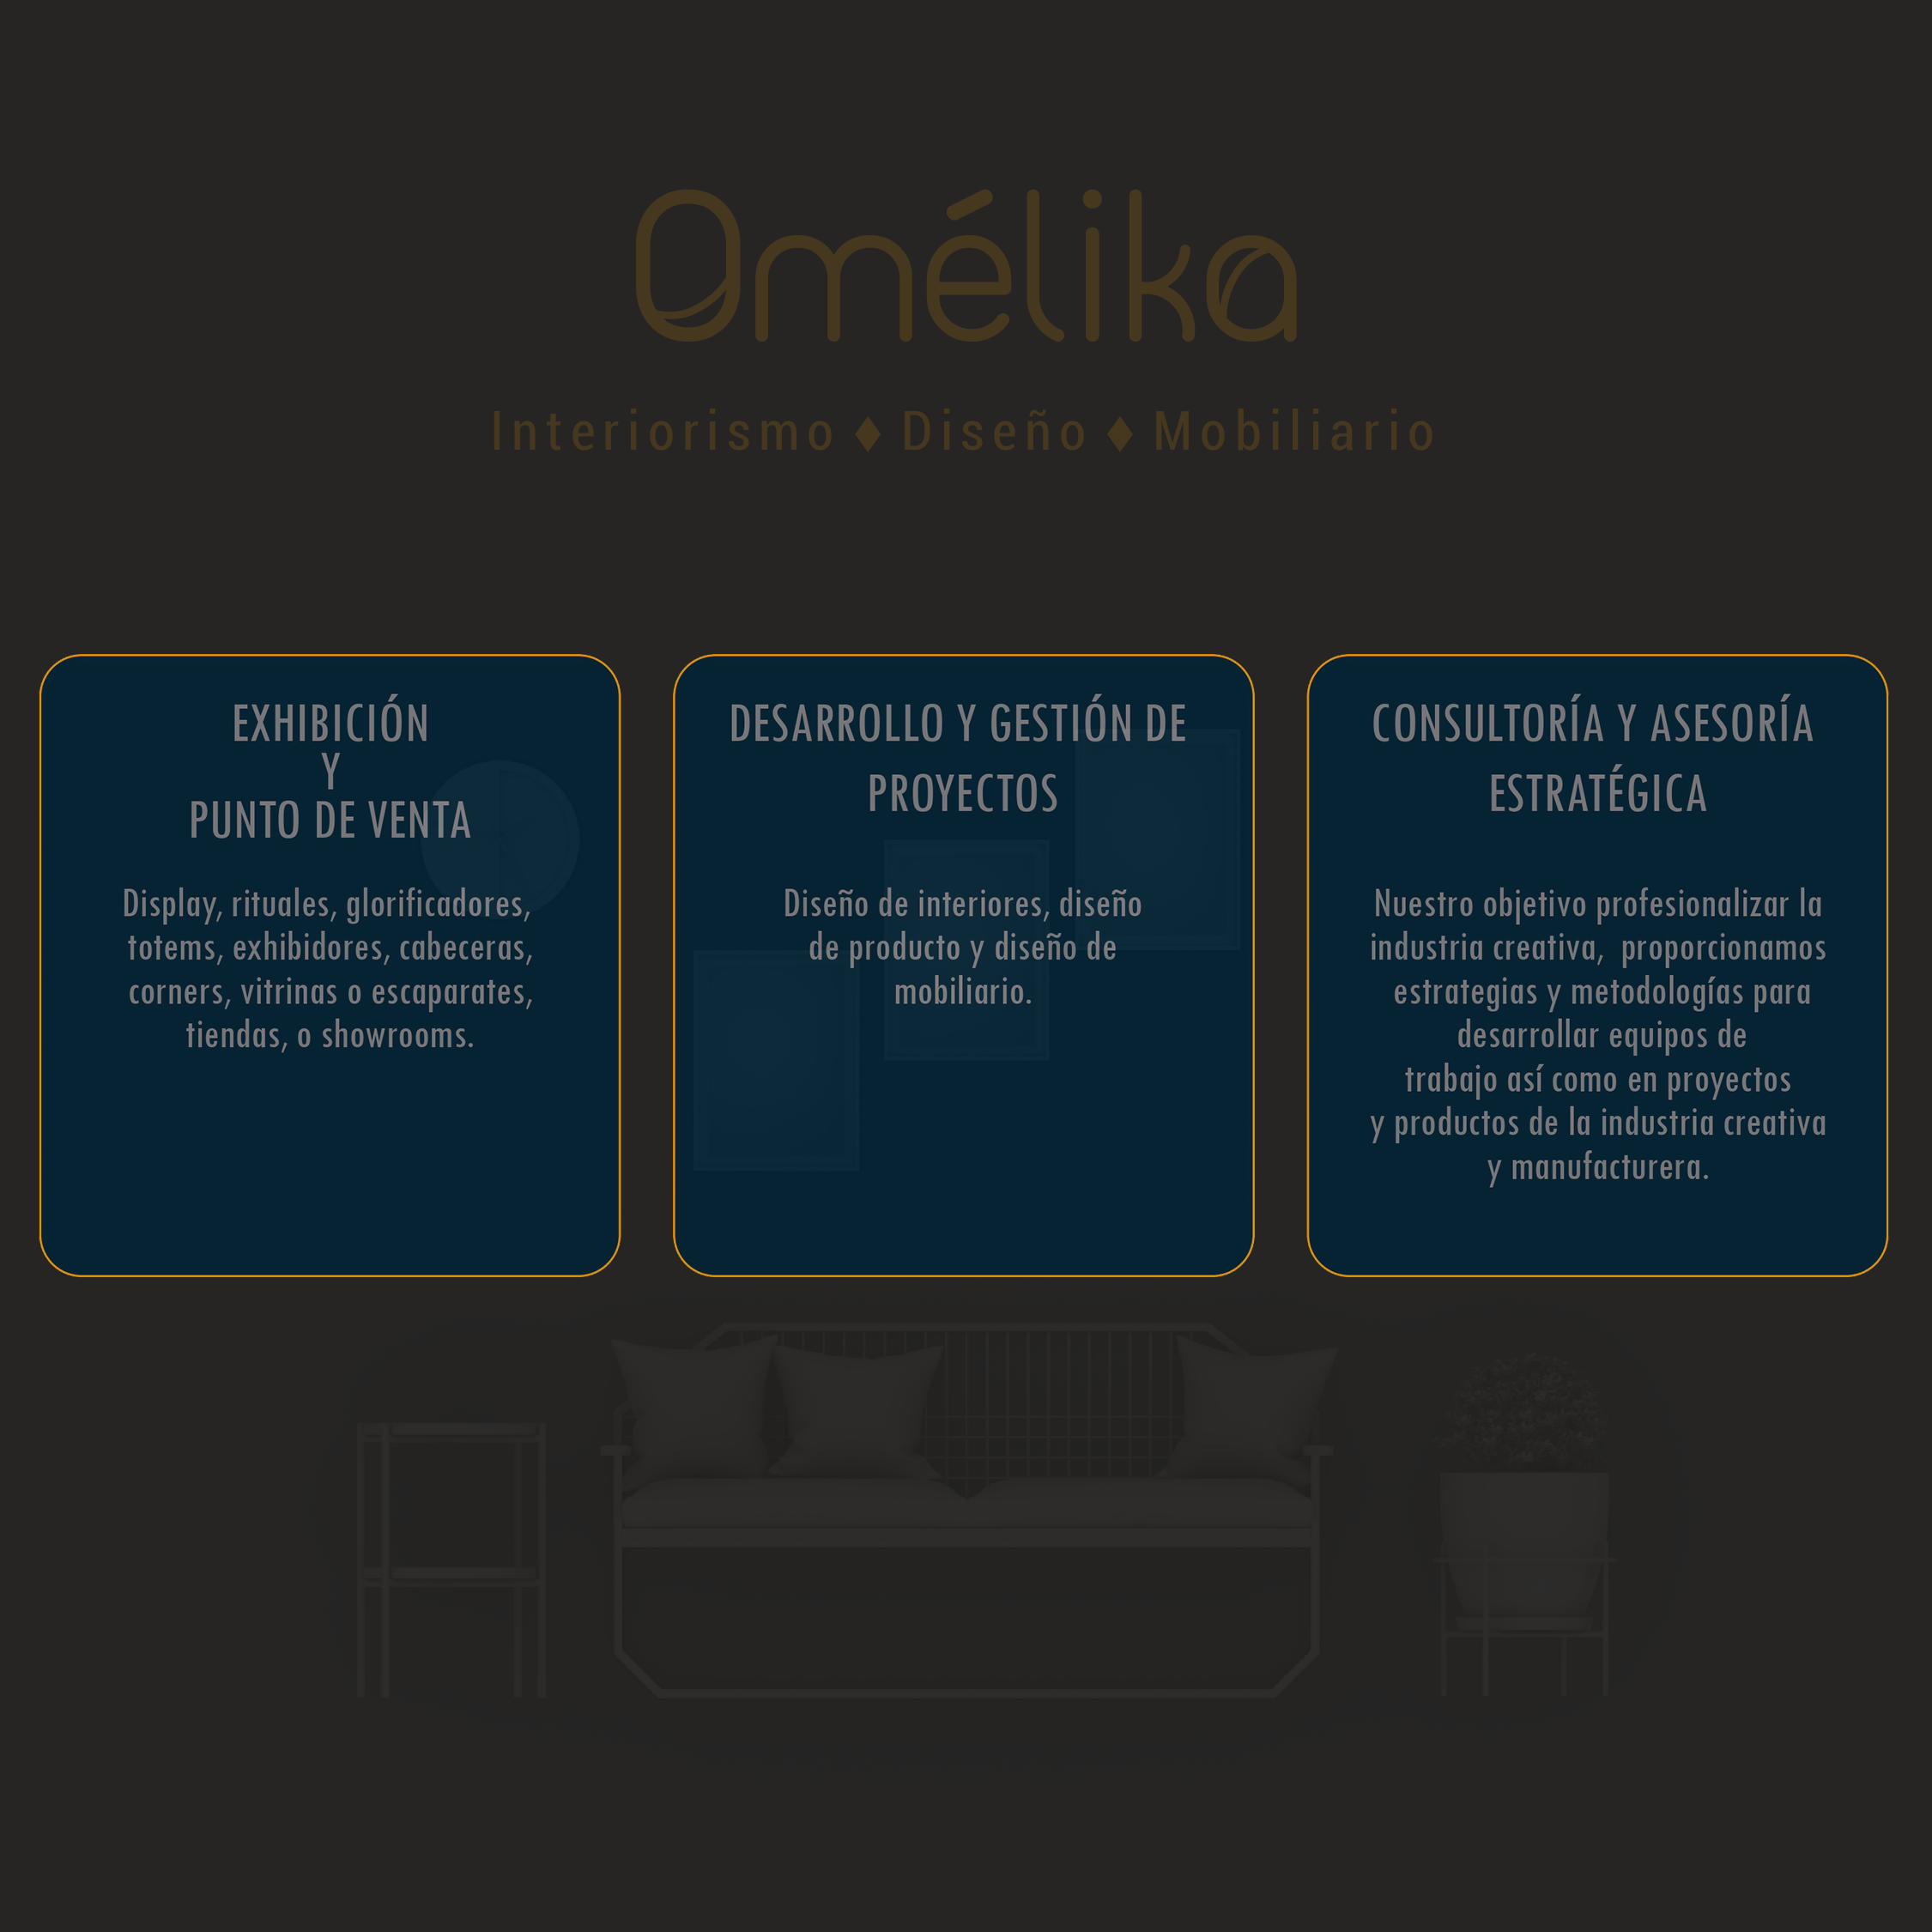 Omélika
Interiorismo ♦ Diseño ♦ Mobiliario
EXHIBICIÓN
Y
PUNTO DE VENTA
Display, rituales, glorificadores,
totems, exhibidores, cabeceras,
corners, vitrinas o escaparates,
tiendas, o showrooms.
DESARROLLO Y GESTIÓN DE
PROYECTOS
Diseño de interiores, diseño
de producto y diseño de
mobiliario.
CONSULTORÍA Y ASESORÍA
ESTRATÉGICA
Nuestro objetivo profesionalizar la
industria creativa,  proporcionamos
estrategias y metodologías para
desarrollar equipos de
trabajo así como en proyectos
y productos de la industria creativa
y manufacturera.